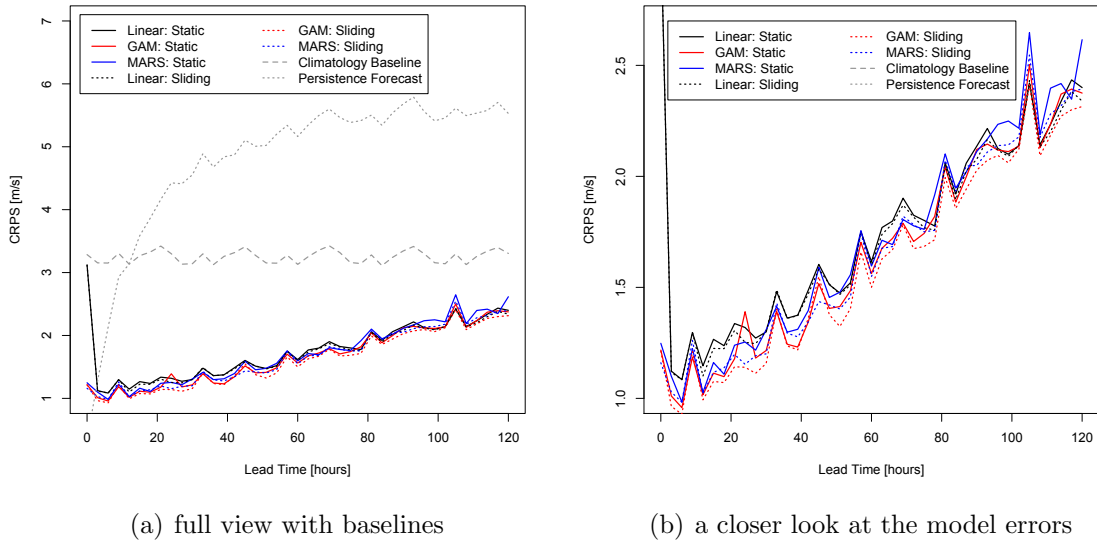 7
6
5
4
3
2
1
CRPS [m/s]
Linear: Static
GAM: Static
MARS: Static
Linear: Sliding
GAM: Sliding
MARS: Sliding
Climatology Baseline
Persistence Forecast
0 20 40 60 80 100 120
Lead Time [hours]
(a) full view with baselines
2.5
2.0
1.5
1.0
CRPS [m/s]
Linear: Static
GAM: Static
MARS: Static
Linear: Sliding
GAM: Sliding
MARS: Sliding
Climatology Baseline
Persistence Forecast
0 20 40 60 80 100 120
Lead Time [hours]
(b) a closer look at the model errors